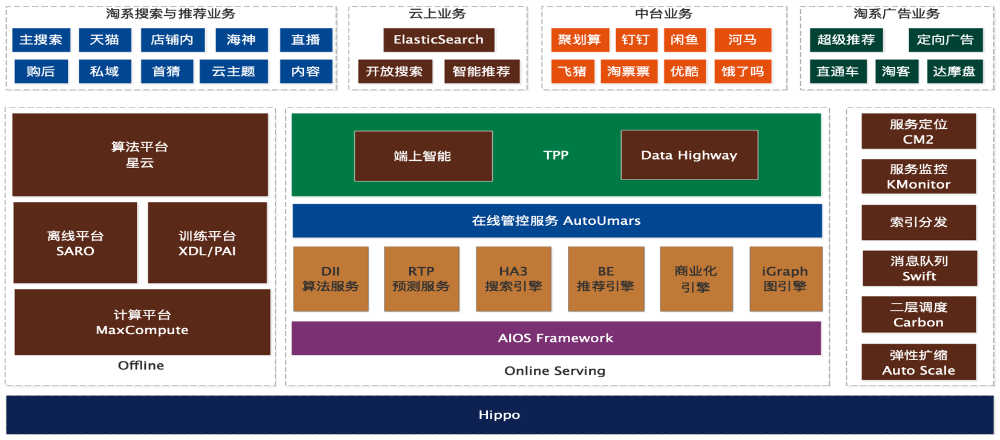 淘系搜索与推荐业务
主搜索
天猫
店铺内
海神
直播
购后
私域
首猜
云主题
内容
云上业务
ElasticSearch
开放搜索
智能推荐
中台业务
聚划算
钉钉
闲鱼
河马
飞猪
淘票票
优酷
饿了吗
淘系广告业务
超级推荐
定向广告
直通车
淘客
达摩盘
算法平台
星云
离线平台
SARO
训练平台
XDL/PAI
计算平台
MaxCompute
Offline
端上智能
TPP
Data Highway
在线管控服务 AutoUmars
DII
算法服务
RTP
预测服务
HA3
搜索引擎
BE
推荐引擎
商业化
引擎
iGraph
图引擎
AIOS Framework
Online Serving
服务定位
CM2
服务监控
KMonitor
索引分发
消息队列
Swift
二层调度
Carbon
弹性扩缩
Auto Scale
Hippo